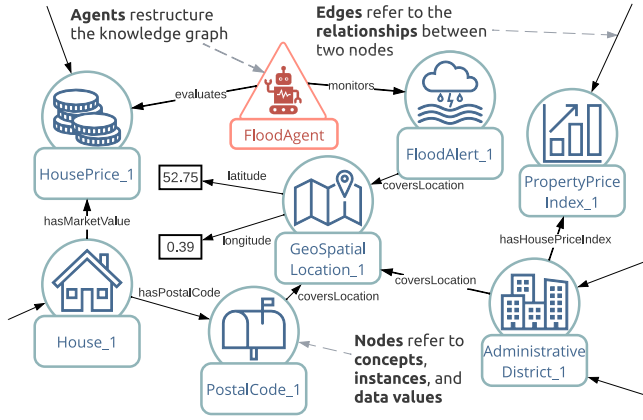 Agents restructure
the knowledge graph
Edges refer to the
relationships between
two nodes
evaluates
monitors
FloodAgent
HousePrice_1
FloodAlert_1
PropertyPrice
Index_1
52.75
latitude
coversLocation
hasMarketValue
0.39
longitude
GeoSpatial
Location_1
hasHousePriceIndex
hasPostalCode
coversLocation
coversLocation
House_1
PostalCode_1
Nodes refer to
concepts,
instances, and
data values
Administrative
District_1